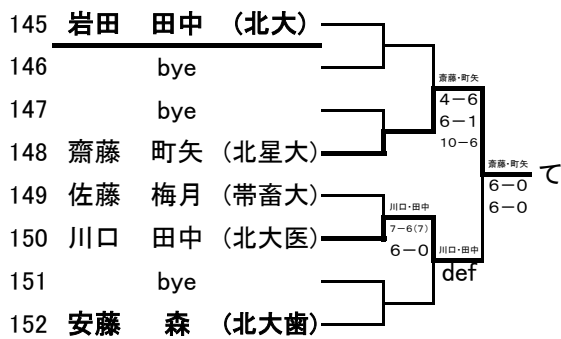 145 岩田 田中 (北大)
146 bye
147 bye
148 齋藤 町矢 (北星大)
149 佐藤 梅月 (帯畜大)
150 川口 田中 (北大医)
151 bye
152 安藤 森 (北大歯)
川口・田中
7-6(7)
6-0
齋藤・町矢
4-6
6-1
10-6
川口・田中
def
齋藤・町矢
6-0
6-0
て